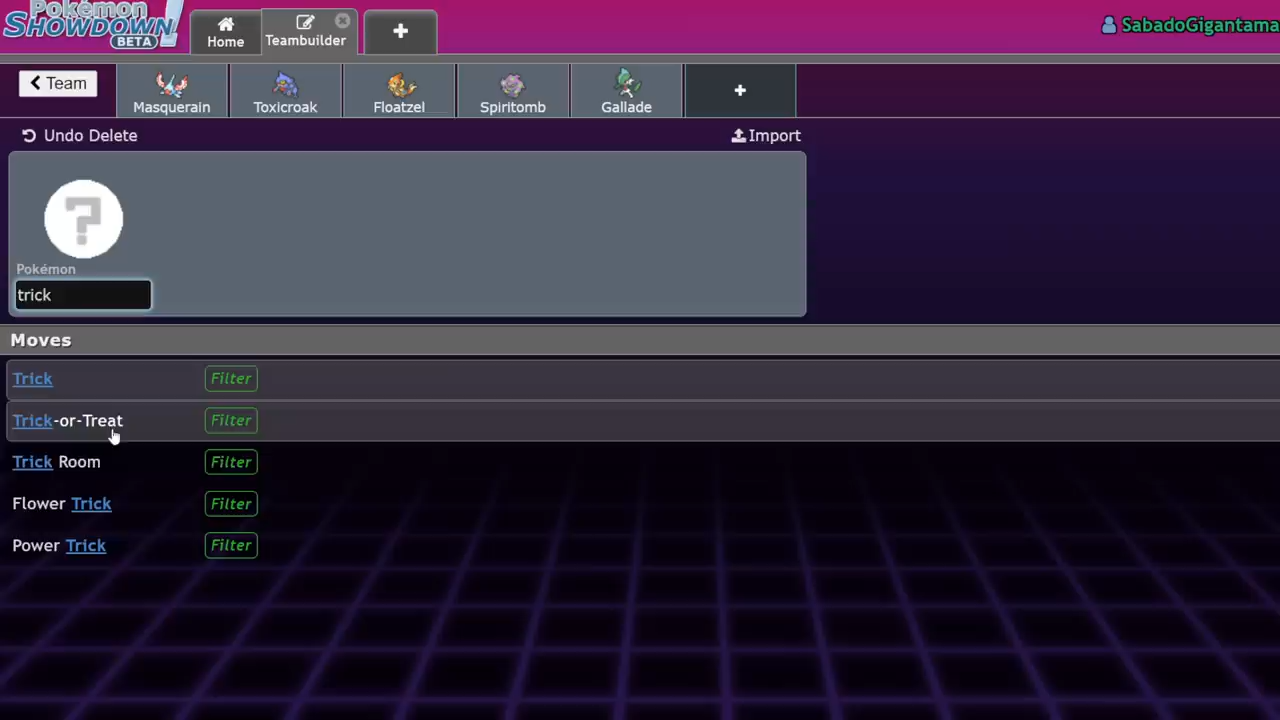 Pokémon
SHOWDOWN!
BETA
Home
Teambuilder
SabadoGigantama
Team
Masquerain
Toxicroak
Floatzel
Spiritomb
Gallade
Undo Delete
Import
?
Pokémon
trick
Moves
Trick Filter
Trick-or-Treat Filter
Trick Room Filter
Flower Trick Filter
Power Trick Filter